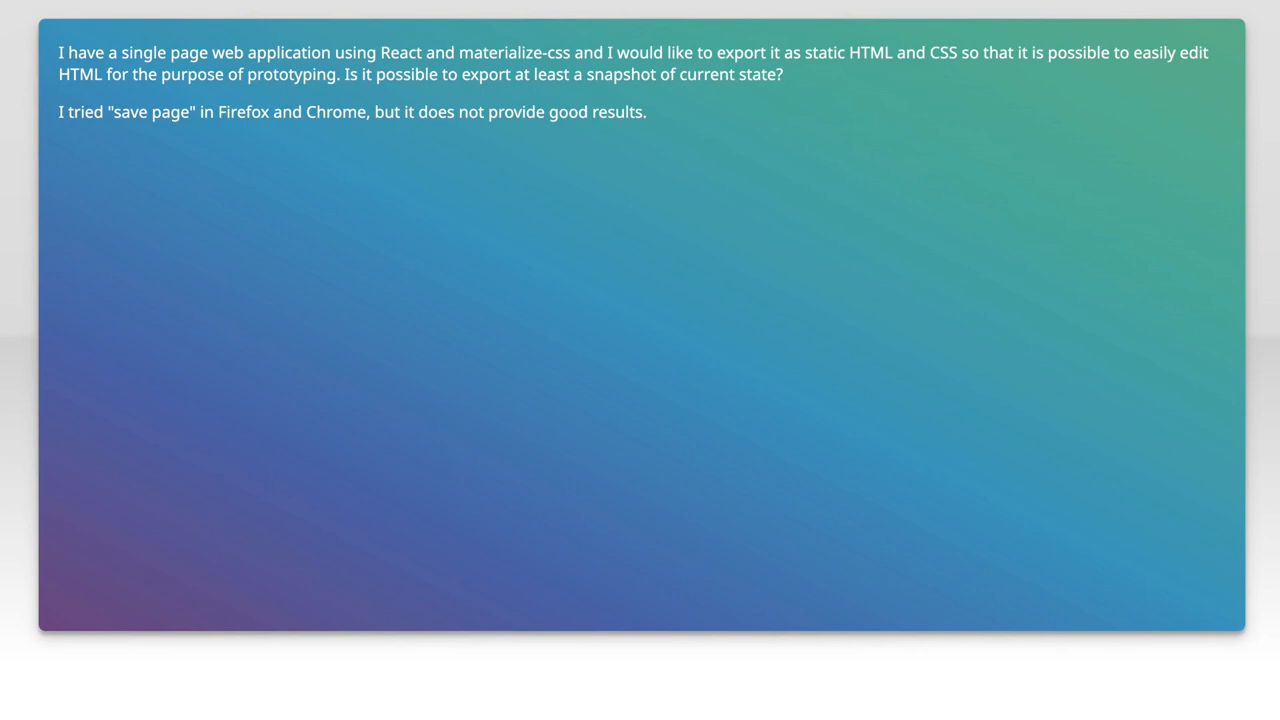 I have a single page web application using React and materialize-css and I would like to export it as static HTML and CSS so that it is possible to easily edit
HTML for the purpose of prototyping. Is it possible to export at least a snapshot of current state?
I tried "save page" in Firefox and Chrome, but it does not provide good results.